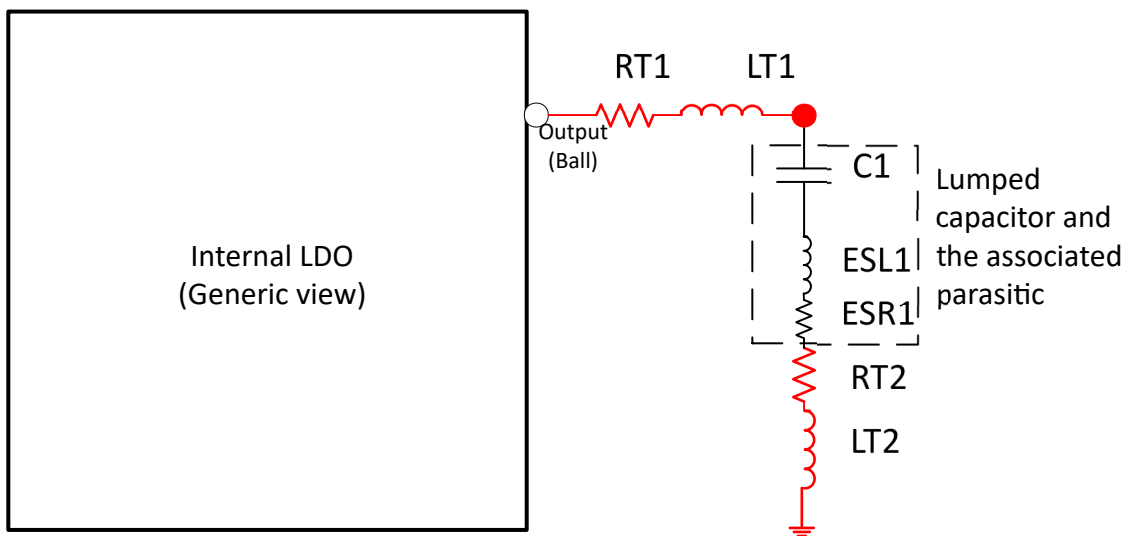 RT1
LT1
Output
(Ball)
C1
Lumped
capacitor and
the associated
parasitic
Internal LDO
(Generic view)
ESL1
ESR1
RT2
LT2